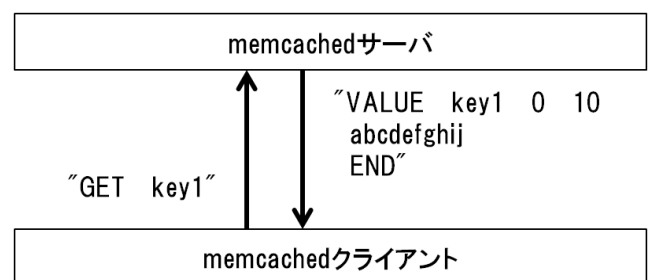 memcachedサーバ
"VALUE key1 0 10
abcdefghij
END"
"GET key1"
memcachedクライアント